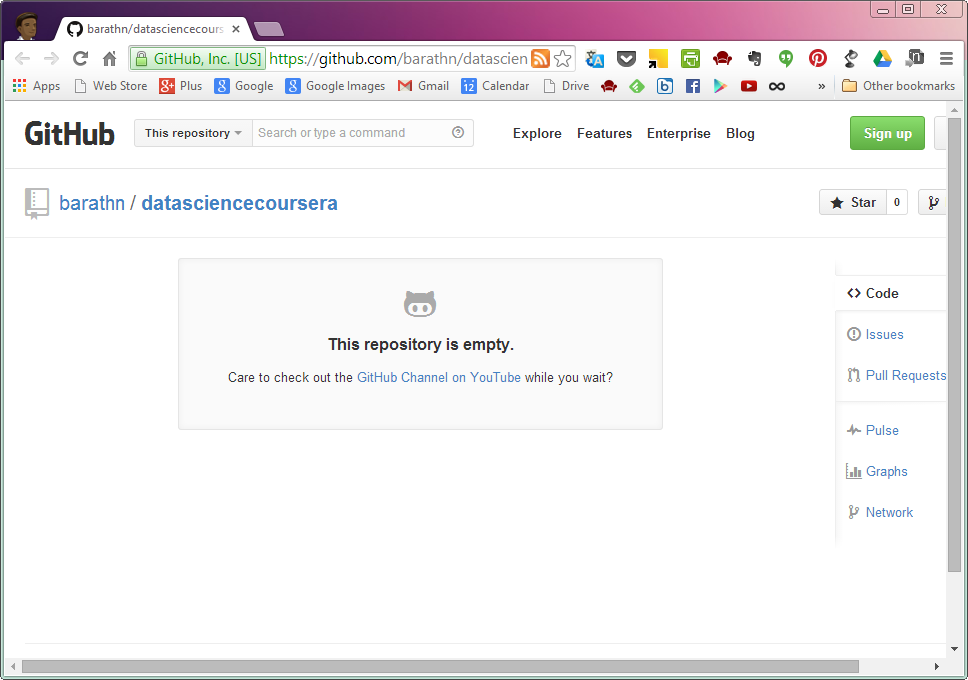 barathn/datasciencecours
GitHub, Inc. [US] https://github.com/barathn/datascien
Apps Web Store Plus Google Google Images Gmail 12 Calendar Drive » Other bookmarks
GitHub This repository Search or type a command Explore Features Enterprise Blog Sign up
barathn / datasciencecoursera Star 0
This repository is empty.
Care to check out the GitHub Channel on YouTube while you wait?
Code
Issues
Pull Requests
Pulse
Graphs
Network